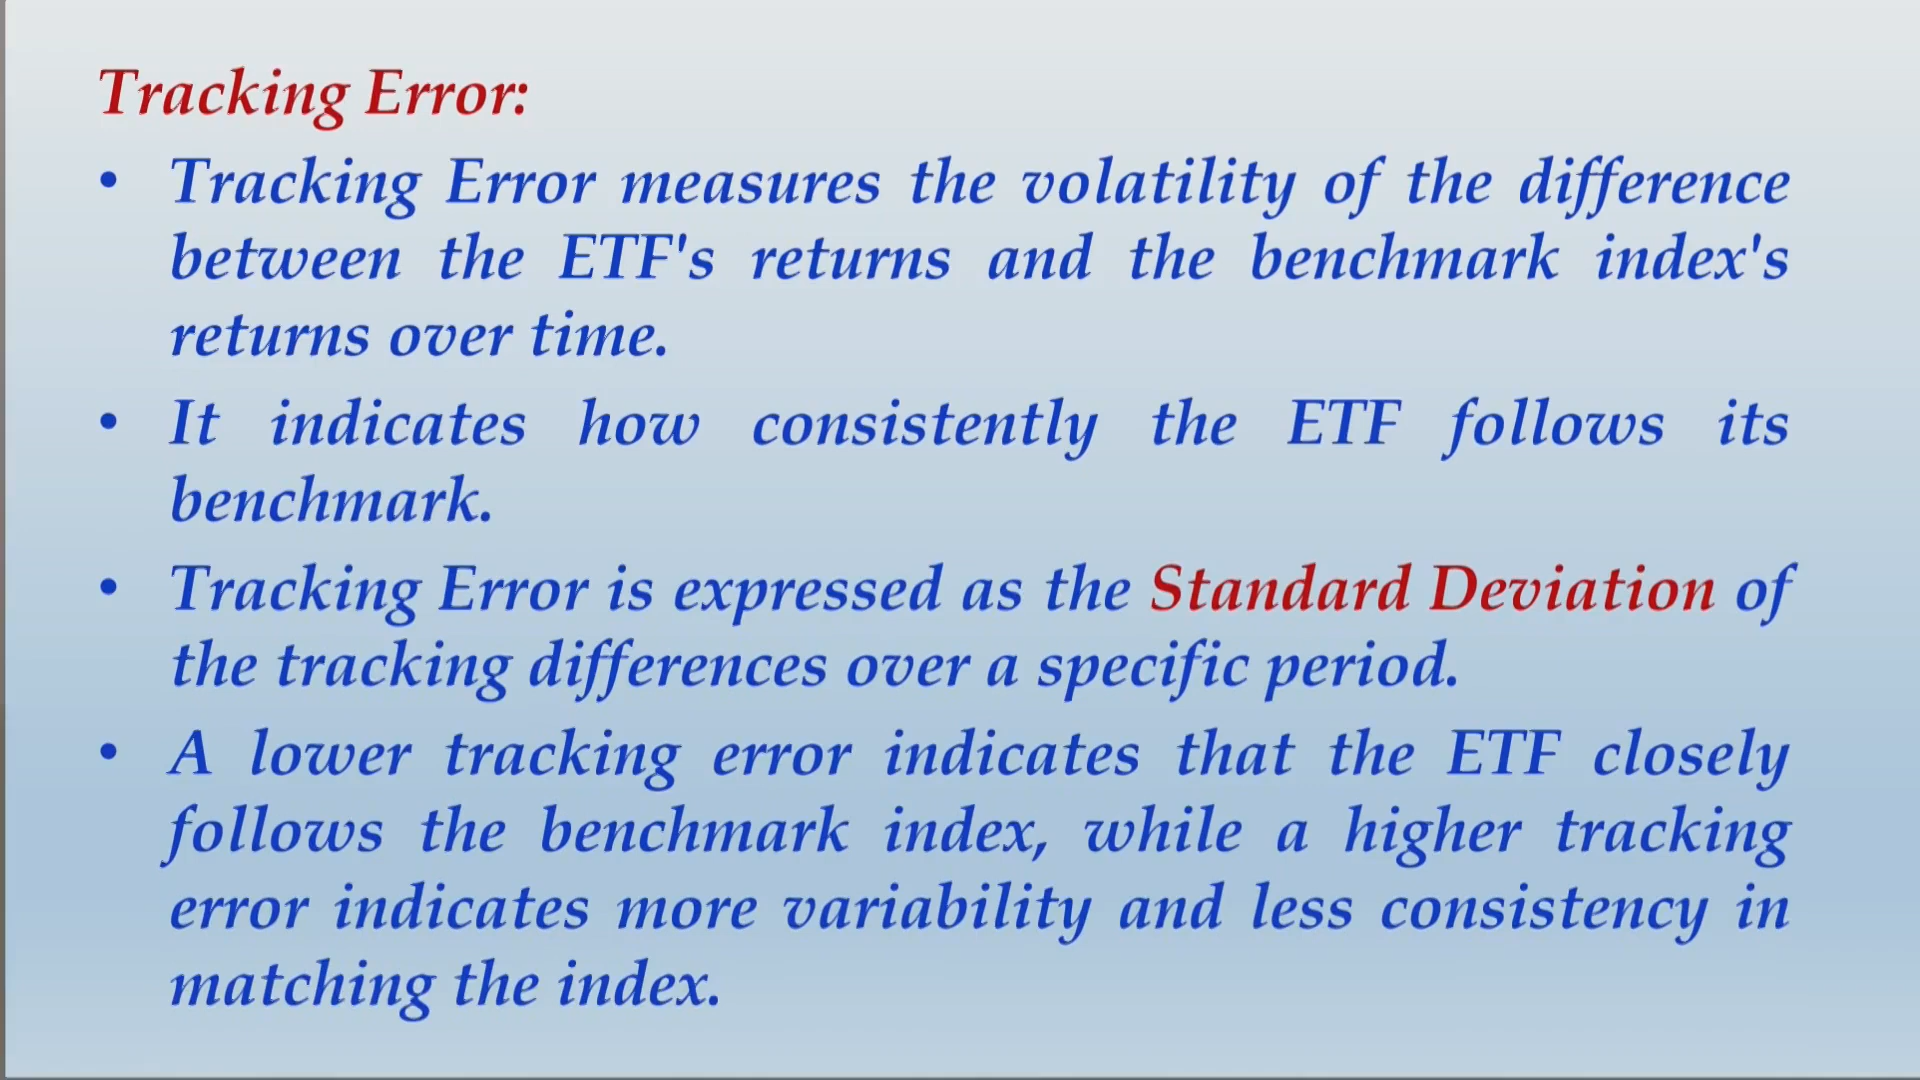 Tracking Error:
• Tracking Error measures the volatility of the difference
between the ETF's returns and the benchmark index's
returns over time.
• It indicates how consistently the ETF follows its
benchmark.
• Tracking Error is expressed as the Standard Deviation of
the tracking differences over a specific period.
• A lower tracking error indicates that the ETF closely
follows the benchmark index, while a higher tracking
error indicates more variability and less consistency in
matching the index.